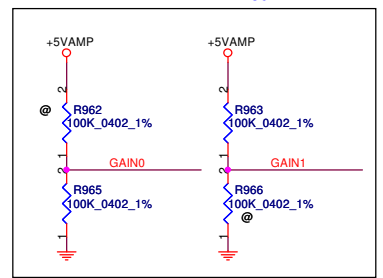 +5VAMP +5VAMP
2 2
@ R962 R963
100K_0402_1% 100K_0402_1%
1 1
GAIN0 GAIN1
2 2
R965 R966
100K_0402_1% 100K_0402_1%
@
1 1